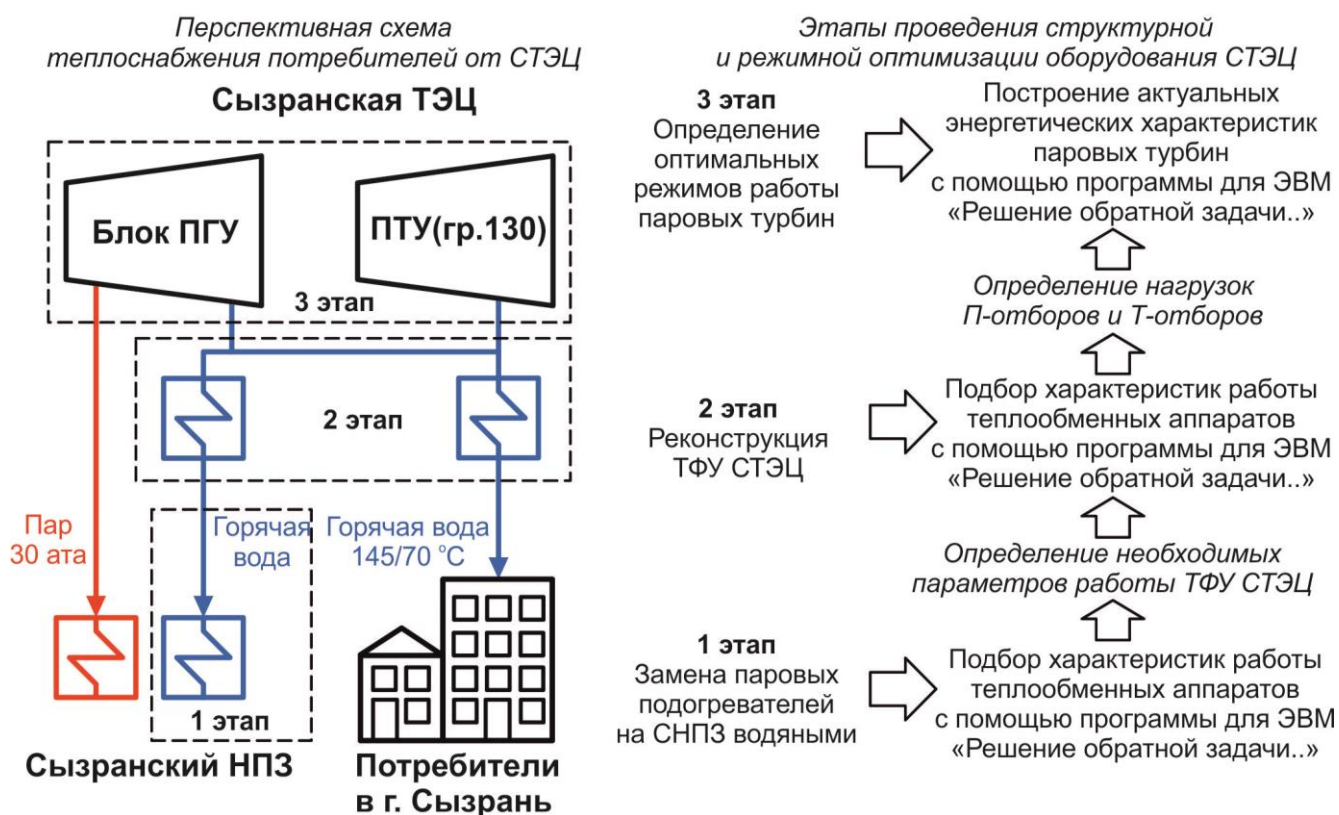 Перспективная схема
теплоснабжения потребителей от СТЭЦ
Сызранская ТЭЦ
Блок ПГУ
ПТУ(гр.130)
3 этап
2 этап
Пар
30 ата
Горячая
вода
Горячая вода
145/70 °С
1 этап
Сызранский НПЗ
Потребители
в г. Сызрань
Этапы проведения структурной
и режимной оптимизации оборудования СТЭЦ
3 этап
Определение
оптимальных
режимов работы
паровых турбин
Построение актуальных
энергетических характеристик
паровых турбин
с помощью программы для ЭВМ
«Решение обратной задачи..»
Определение нагрузок
П-отборов и Т-отборов
2 этап
Реконструкция
ТФУ СТЭЦ
Подбор характеристик работы
теплообменных аппаратов
с помощью программы для ЭВМ
«Решение обратной задачи..»
Определение необходимых
параметров работы ТФУ СТЭЦ
1 этап
Замена паровых
подогревателей
на СНПЗ водяными
Подбор характеристик работы
теплообменных аппаратов
с помощью программы для ЭВМ
«Решение обратной задачи..»